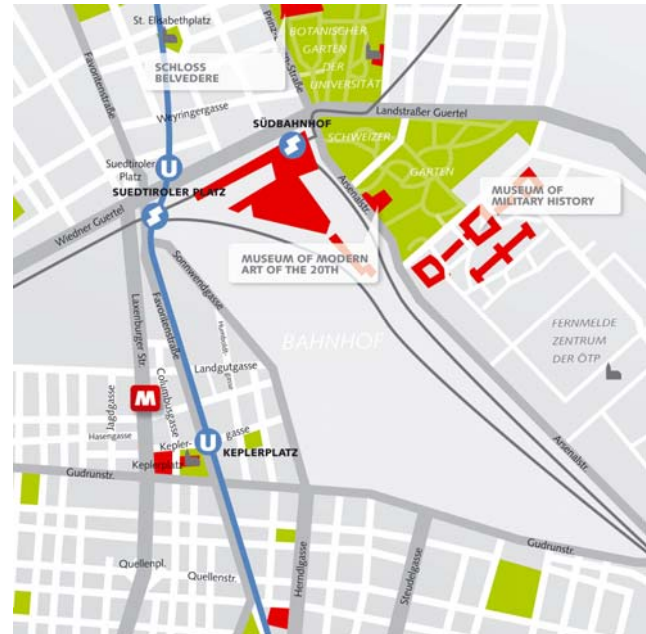 St. Elisabethplatz
Favoritenstraße
Prinz-
en-Straße
BOTANISCHER
GARTEN
DER
UNIVERSITÄT
SCHLOSS
BELVEDERE
Weyringergasse
Landstraßer Guertel
SÜDBAHNHOF
SCHWEIZER
GARTEN
Suedtiroler
Platz
U
SUEDTIROLER PLATZ
Arsenalstr.
MUSEUM OF
MILITARY HISTORY
Wiedner Guertel
MUSEUM OF MODERN
ART OF THE 20TH
Sonnwendgasse
Laxenburger Str.
Favoritenstraße
Humboldt-
gasse
BAHNHOF
FERNMELDE
ZENTRUM
DER ÖTP
Landgutgasse
Jagdgasse
M
Columbusgasse
Hasengasse
Kepler-
gasse
U
KEPLERPLATZ
Keplerplatz
Gudrunstr.
Arsenalstr.
Gudrunstr.
Quellenpl.
Quellenstr.
Herndlgasse
Steudelgasse